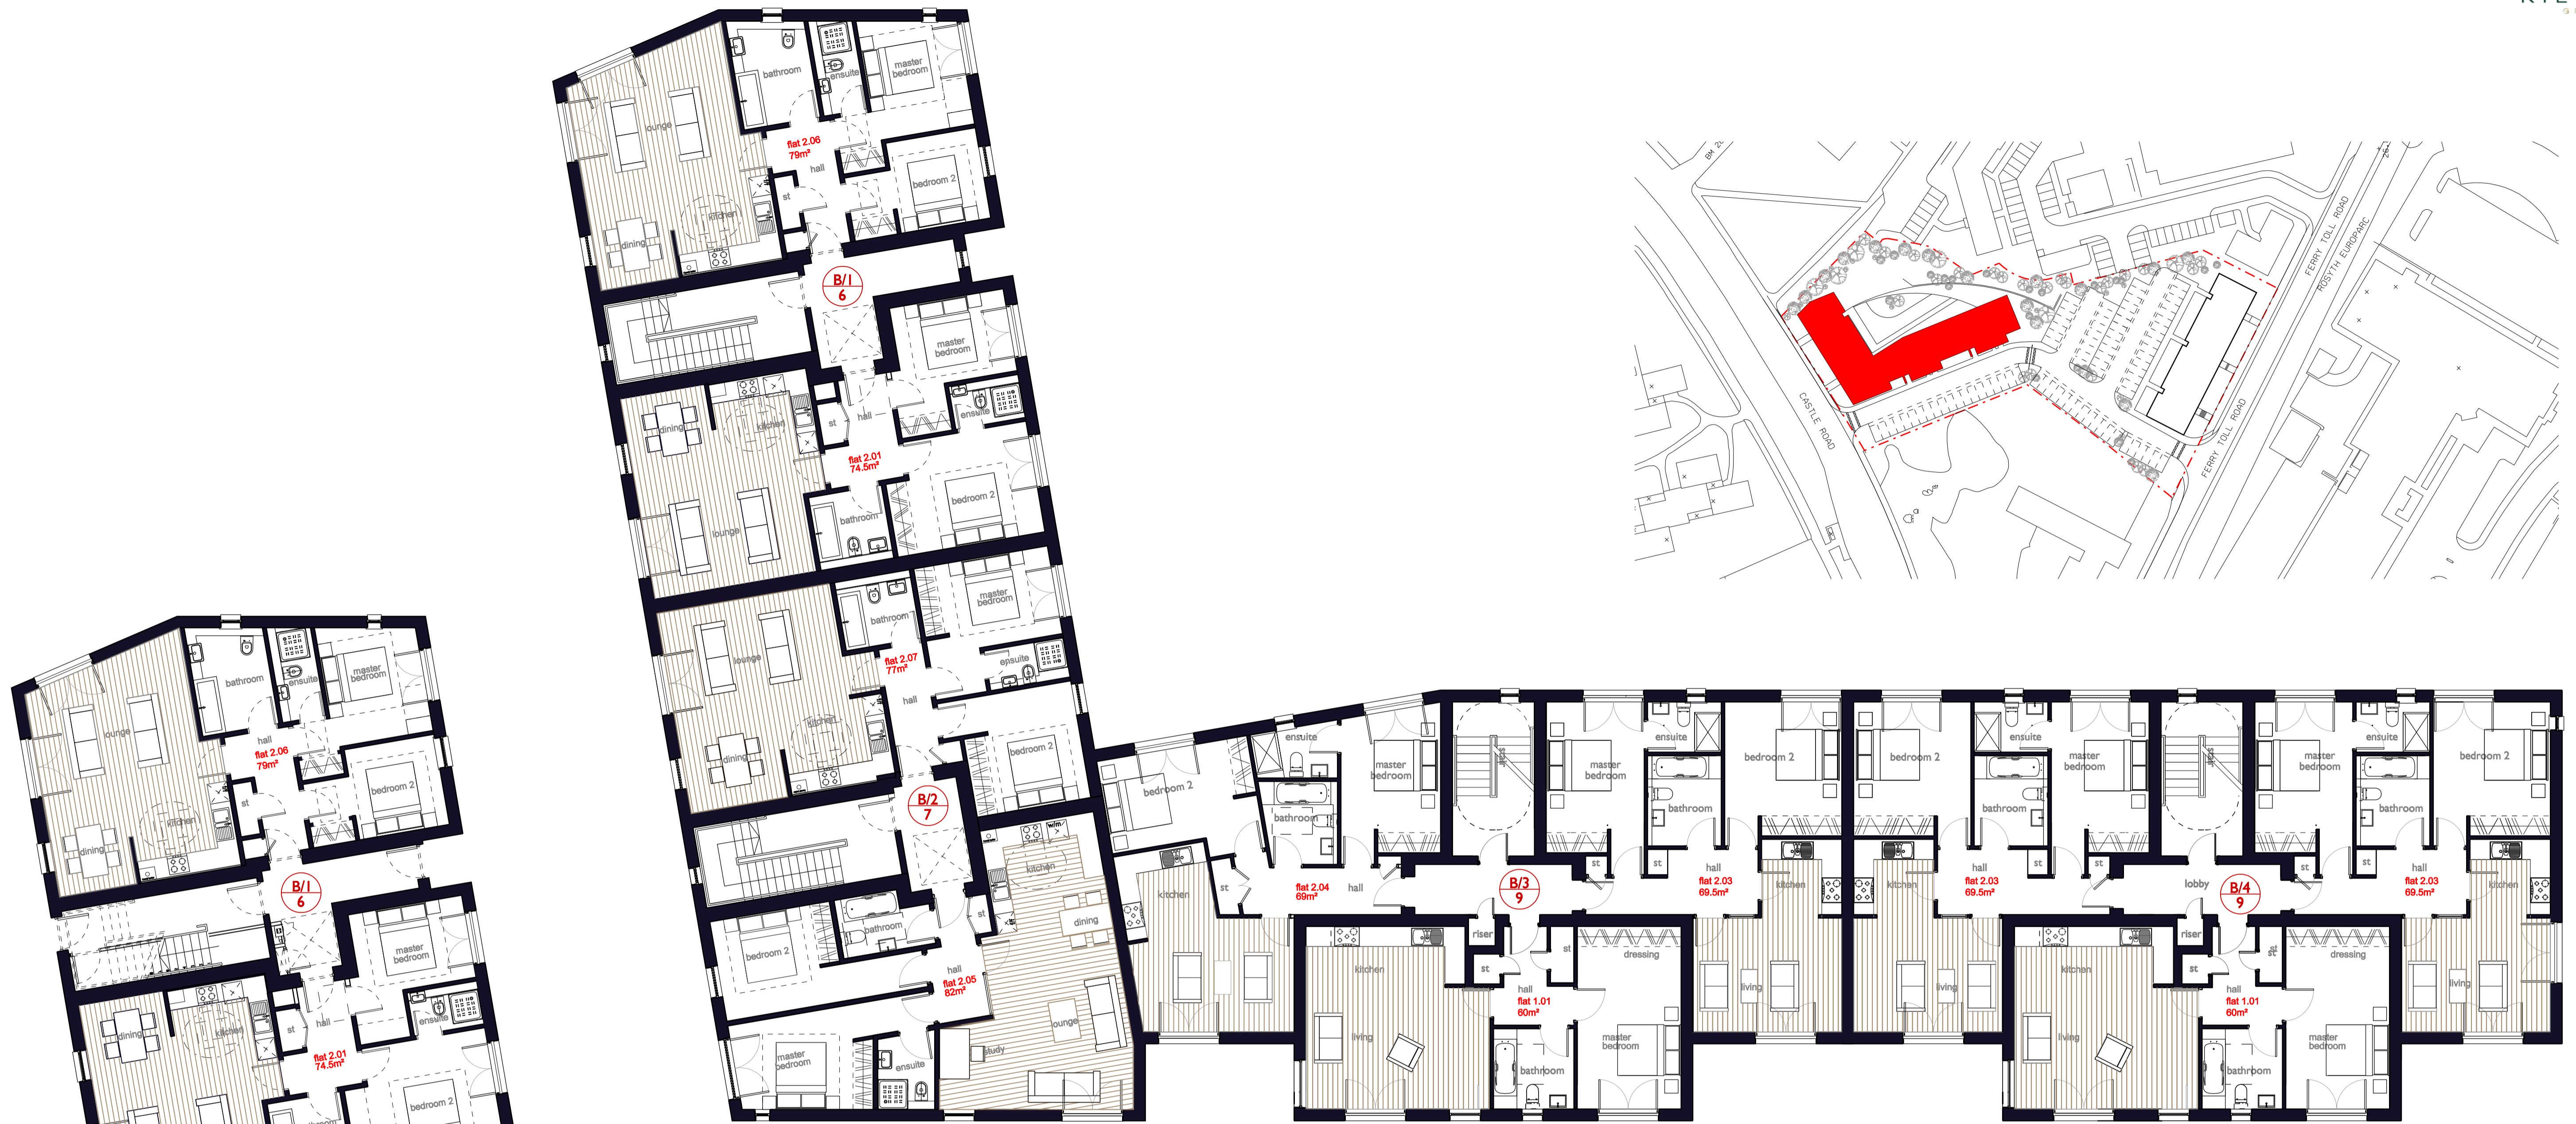 bathroom
ensuite
master
bedroom
lounge
flat 2.06
79m²
hall
st
bedroom 2
kitchen
dining
B/1
6
master
bedroom
ensuite
hall
st
kitchen
dining
flat 2.01
74.5m²
bedroom 2
bathroom
lounge
master
bedroom
bathroom
lounge
flat 2.07
77m²
ensuite
hall
kitchen
dining
bedroom 2
B/2
7
bathroom
st
kitchen
w/m
dining
bedroom 2
hall
flat 2.05
82m²
lounge
study
master
bedroom
ensuite
bedroom 2
ensuite
master
bedroom
bathroom
kitchen
st
flat 2.04
69m²
hall
stair
B/3
9
riser
st
st
kitchen
living
hall
flat 1.01
60m²
bathroom
dressing
master
bedroom
master
bedroom
ensuite
bathroom
bedroom 2
st
st
hall
flat 2.03
69.5m²
kitchen
living
bedroom 2
ensuite
bathroom
master
bedroom
kitchen
hall
flat 2.03
69.5m²
st
st
living
stair
lobby
B/4
9
riser
st
st
kitchen
living
hall
flat 1.01
60m²
bathroom
dressing
master
bedroom
master
bedroom
ensuite
bathroom
bedroom 2
st
st
hall
flat 2.03
69.5m²
kitchen
living
bathroom
ensuite
master
bedroom
lounge
hall
flat 2.06
79m²
st
bedroom 2
kitchen
dining
B/1
6
master
bedroom
ensuite
hall
st
kitchen
dining
flat 2.01
74.5m²
bedroom 2
CASTLE ROAD
FERRY TOLL ROAD
ROSYTH EUROPARC
FERRY TOLL ROAD